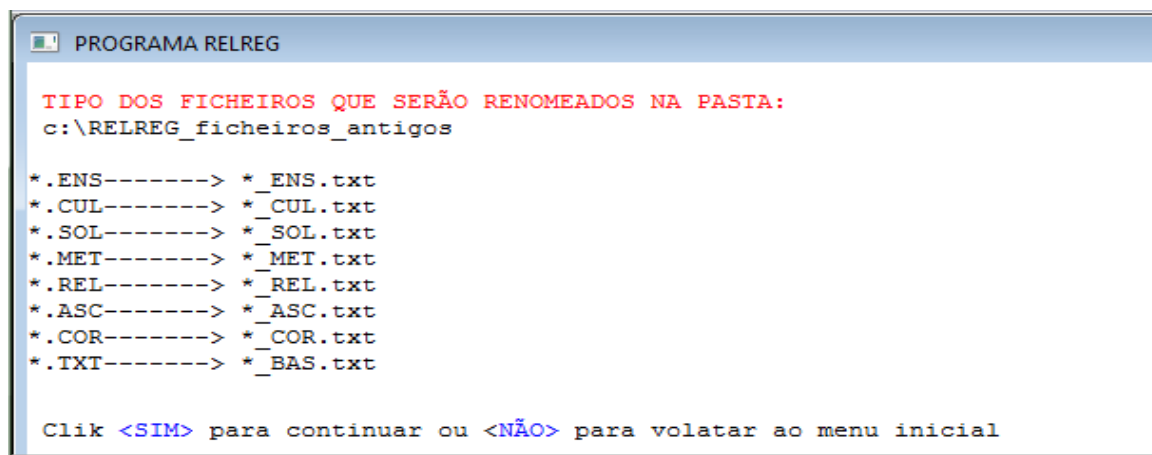 PROGRAMA RELREG
TIPO DOS FICHEIROS QUE SERÃO RENOMEADOS NA PASTA:
c:\RELREG_ficheiros_antigos
*.ENS-------> *_ENS.txt
*.CUL-------> *_CUL.txt
*.SOL-------> *_SOL.txt
*.MET-------> *_MET.txt
*.REL-------> *_REL.txt
*.ASC-------> *_ASC.txt
*.COR-------> *_COR.txt
*.TXT-------> *_BAS.txt
Clik <SIM> para continuar ou <NÃO> para volatar ao menu inicial